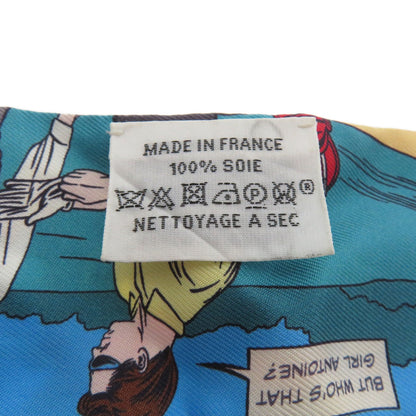 MADE IN FRANCE
100% SOIE
®
NETTOYAGE A SEC
BUT WHO'S THAT
GIRL ANTOINE?